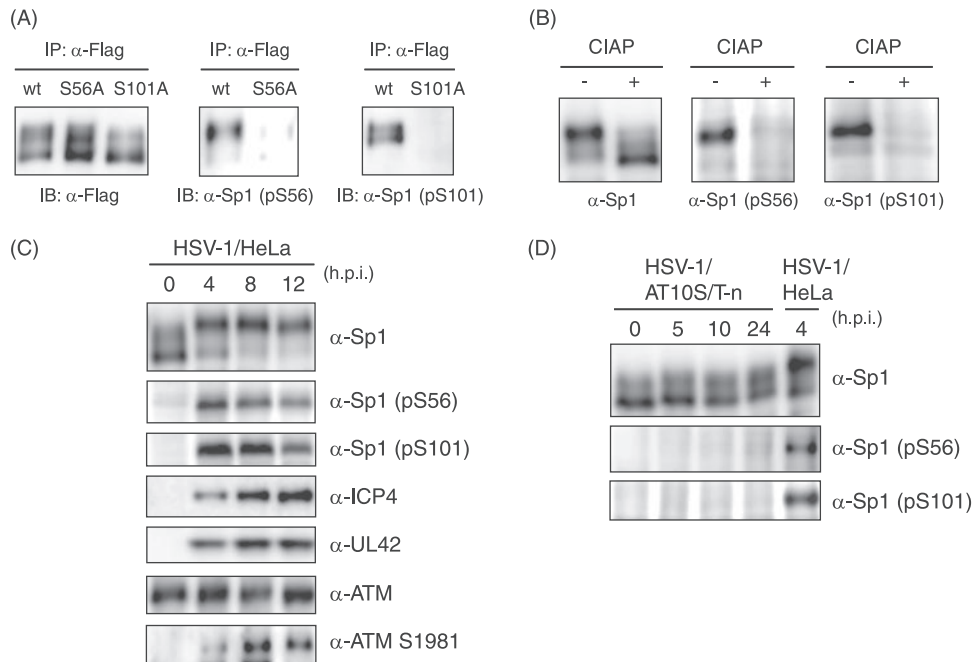 (A)
IP: α-Flag
IP: α-Flag
IP: α-Flag
wt S56A S101A
wt S56A
wt S101A
IB: α-Flag
IB: α-Sp1 (pS56)
IB: α-Sp1 (pS101)
(B)
CIAP
CIAP
CIAP
- +
- +
- +
α-Sp1
α-Sp1 (pS56)
α-Sp1 (pS101)
(C)
HSV-1/HeLa
(h.p.i.)
0 4 8 12
α-Sp1
α-Sp1 (pS56)
α-Sp1 (pS101)
α-ICP4
α-UL42
α-ATM
α-ATM S1981
(D)
HSV-1/
AT10S/T-n
HSV-1/
HeLa
(h.p.i.)
0 5 10 24 4
α-Sp1
α-Sp1 (pS56)
α-Sp1 (pS101)